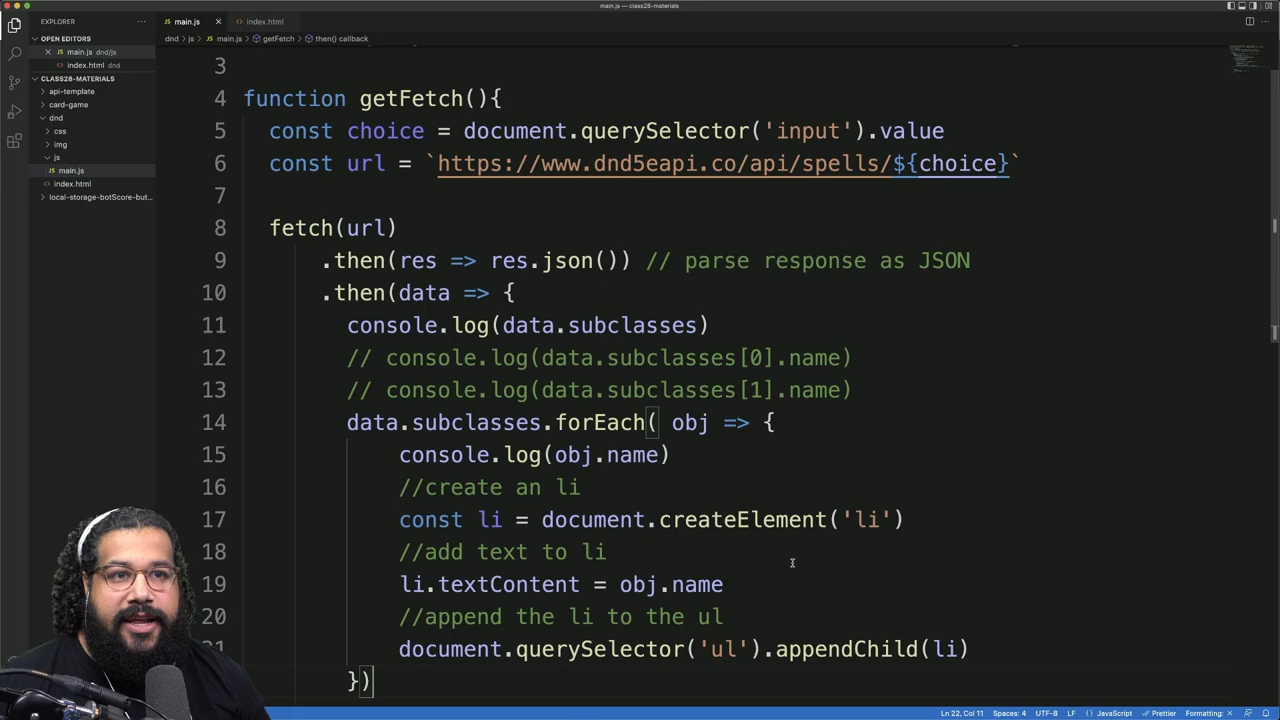 main.js — class28-materials
EXPLORER
OPEN EDITORS
main.js dnd/js
index.html dnd
CLASS28-MATERIALS
api-template
card-game
dnd
css
img
js
main.js
index.html
local-storage-botScore-but...
main.js
index.html
dnd > js > main.js > getFetch > then() callback
3
4 function getFetch(){
5 const choice = document.querySelector('input').value
6 const url = `https://www.dnd5eapi.co/api/spells/${choice}`
7
8 fetch(url)
9 .then(res => res.json()) // parse response as JSON
10 .then(data => {
11 console.log(data.subclasses)
12 // console.log(data.subclasses[0].name)
13 // console.log(data.subclasses[1].name)
14 data.subclasses.forEach( obj => {
15 console.log(obj.name)
16 //create an li
17 const li = document.createElement('li')
18 //add text to li
19 li.textContent = obj.name
20 //append the li to the ul
21 document.querySelector('ul').appendChild(li)
})
Ln 22, Col 11 Spaces: 4 UTF-8 LF {} JavaScript Prettier Formatting: